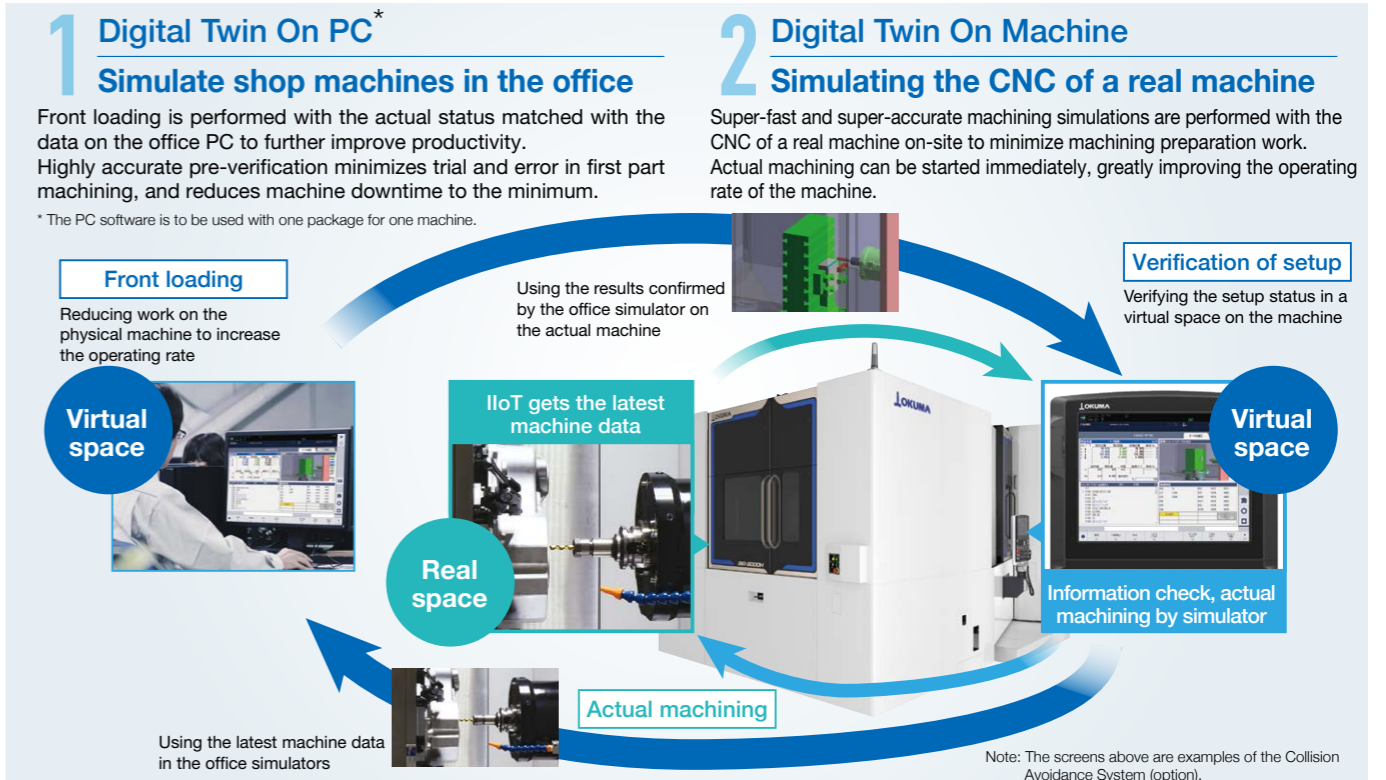 1
Digital Twin On PC*
Simulate shop machines in the office
Front loading is performed with the actual status matched with the
data on the office PC to further improve productivity.
Highly accurate pre-verification minimizes trial and error in first part
machining, and reduces machine downtime to the minimum.
* The PC software is to be used with one package for one machine.
2
Digital Twin On Machine
Simulating the CNC of a real machine
Super-fast and super-accurate machining simulations are performed with the
CNC of a real machine on-site to minimize machining preparation work.
Actual machining can be started immediately, greatly improving the operating
rate of the machine.
Front loading
Reducing work on the
physical machine to increase
the operating rate
Virtual
space
Using the results confirmed
by the office simulator on
the actual machine
Verification of setup
Verifying the setup status in a
virtual space on the machine
IIoT gets the latest
machine data
Real
space
OKUMA
OKUMA
OKUMA
Virtual
space
Information check, actual
machining by simulator
Actual machining
Using the latest machine data
in the office simulators
Note: The screens above are examples of the Collision
Avoidance System (option).